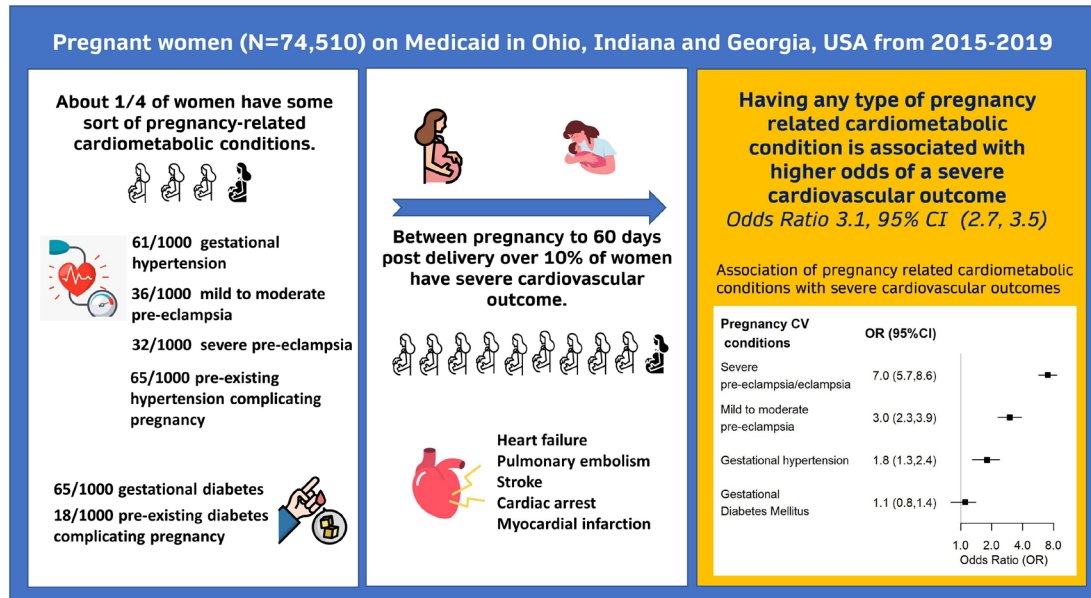 Pregnant women (N=74,510) on Medicaid in Ohio, Indiana and Georgia, USA from 2015-2019
About 1/4 of women have some
sort of pregnancy-related
cardiometabolic conditions.
61/1000 gestational
hypertension
36/1000 mild to moderate
pre-eclampsia
32/1000 severe pre-eclampsia
65/1000 pre-existing
hypertension complicating
pregnancy
65/1000 gestational diabetes
18/1000 pre-existing diabetes
complicating pregnancy
Between pregnancy to 60 days
post delivery over 10% of women
have severe cardiovascular
outcome.
Heart failure
Pulmonary embolism
Stroke
Cardiac arrest
Myocardial infarction
Having any type of pregnancy
related cardiometabolic
condition is associated with
higher odds of a severe
cardiovascular outcome
Odds Ratio 3.1, 95% CI (2.7, 3.5)
Association of pregnancy related cardiometabolic
conditions with severe cardiovascular outcomes
Pregnancy CV
conditions
OR (95%CI)
Severe
pre-eclampsia/eclampsia
7.0 (5.7,8.6)
Mild to moderate
pre-eclampsia
3.0 (2.3,3.9)
Gestational hypertension
1.8 (1.3,2.4)
Gestational
Diabetes Mellitus
1.1 (0.8,1.4)
1.0 2.0 4.0 8.0
Odds Ratio (OR)